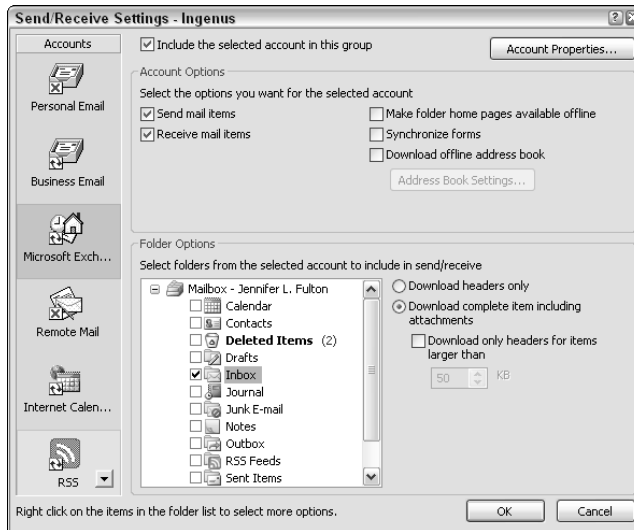 Send/Receive Settings - Ingenus
Accounts
Personal Email
Business Email
Microsoft Exch...
Remote Mail
Internet Calen...
RSS
Include the selected account in this group
Account Properties...
Account Options
Select the options you want for the selected account
Send mail items
Receive mail items
Make folder home pages available offline
Synchronize forms
Download offline address book
Address Book Settings...
Folder Options
Select folders from the selected account to include in send/receive
Mailbox - Jennifer L. Fulton
Calendar
Contacts
Deleted Items (2)
Drafts
Inbox
Journal
Junk E-mail
Notes
Outbox
RSS Feeds
Sent Items
Download headers only
Download complete item including
attachments
Download only headers for items
larger than
50 KB
Right click on the items in the folder list to select more options.
OK
Cancel